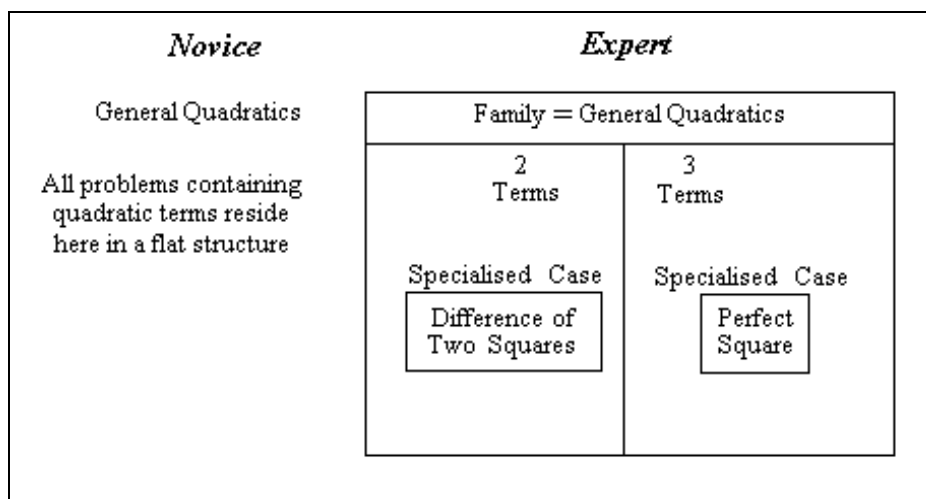 Novice
Expert
General Quadratics
All problems containing
quadratic terms reside
here in a flat structure
Family = General Quadratics
2
Terms
Specialised Case
Difference of
Two Squares
3
Terms
Specialised Case
Perfect
Square